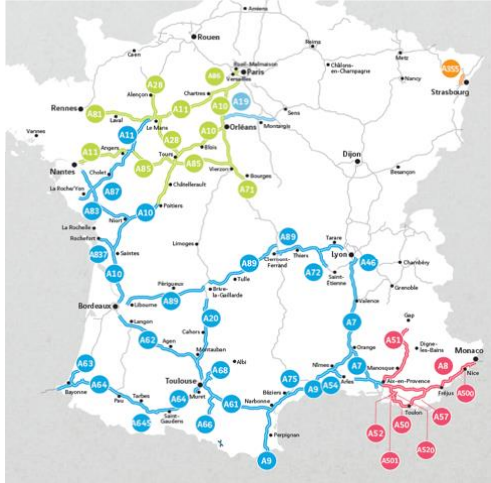 Amiens
Rouen
Reims
Caen
Metz
A86
Rueil-Malmaison
Paris
Versailles
Châlons-
en-Champagne
A355
Nancy
Strasbourg
A28
Alençon
Chartres
A10
A19
Rennes
A81
Laval
A11
Le Mans
Sens
Montargis
Orléans
Vannes
A11
A28
A10
Blois
Angers
A11
Tours
A85
A85
Vierzon
Bourges
Dijon
Besançon
Nantes
Cholet
A87
La Roche/Yon
Châtellerault
A71
A83
Niort
A10
Poitiers
La Rochelle
Rochefort
A837
Saintes
Limoges
A89
Tarare
Thiers
Clermont-
Ferrand
A89
A72
Lyon
A46
Saint-
Étienne
Chambéry
Grenoble
A10
Périgueux
Tulle
Brive-
la-Gaillarde
Valence
Bordeaux
Libourne
A89
A20
A7
Gap
Langon
Cahors
A62
Agen
Montauban
Orange
A51
Digne-
les-Bains
Monaco
A63
Albi
A68
Nîmes
A7
Manosque
A8
Nice
A64
Bayonne
Toulouse
A75
Béziers
A9
A54
Arles
Aix-en-Provence
Fréjus
A500
Pau
Tarbes
A64
Muret
A61
Narbonne
Toulon
A57
A645
Saint-
Gaudens
A66
A52
A50
A520
Perpignan
A501
A9